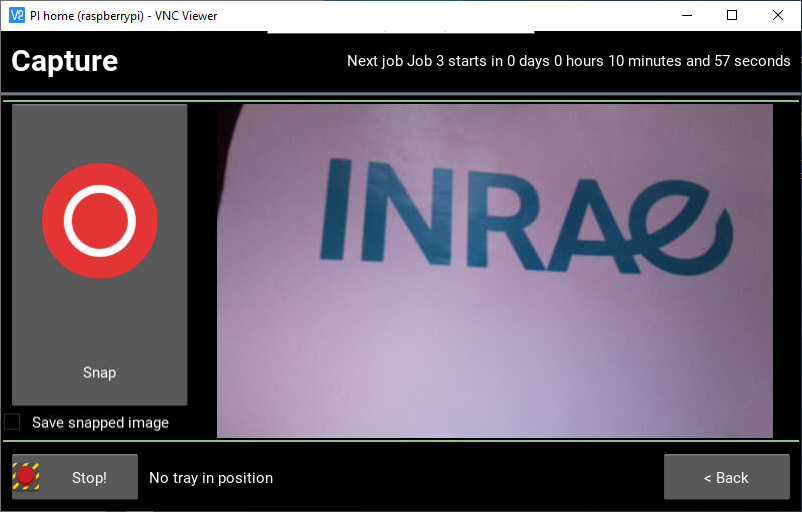 PI home (raspberrypi) - VNC Viewer
Capture
Next job Job 3 starts in 0 days 0 hours 10 minutes and 57 seconds
INRAe
Snap
Save snapped image
Stop!
No tray in position
< Back